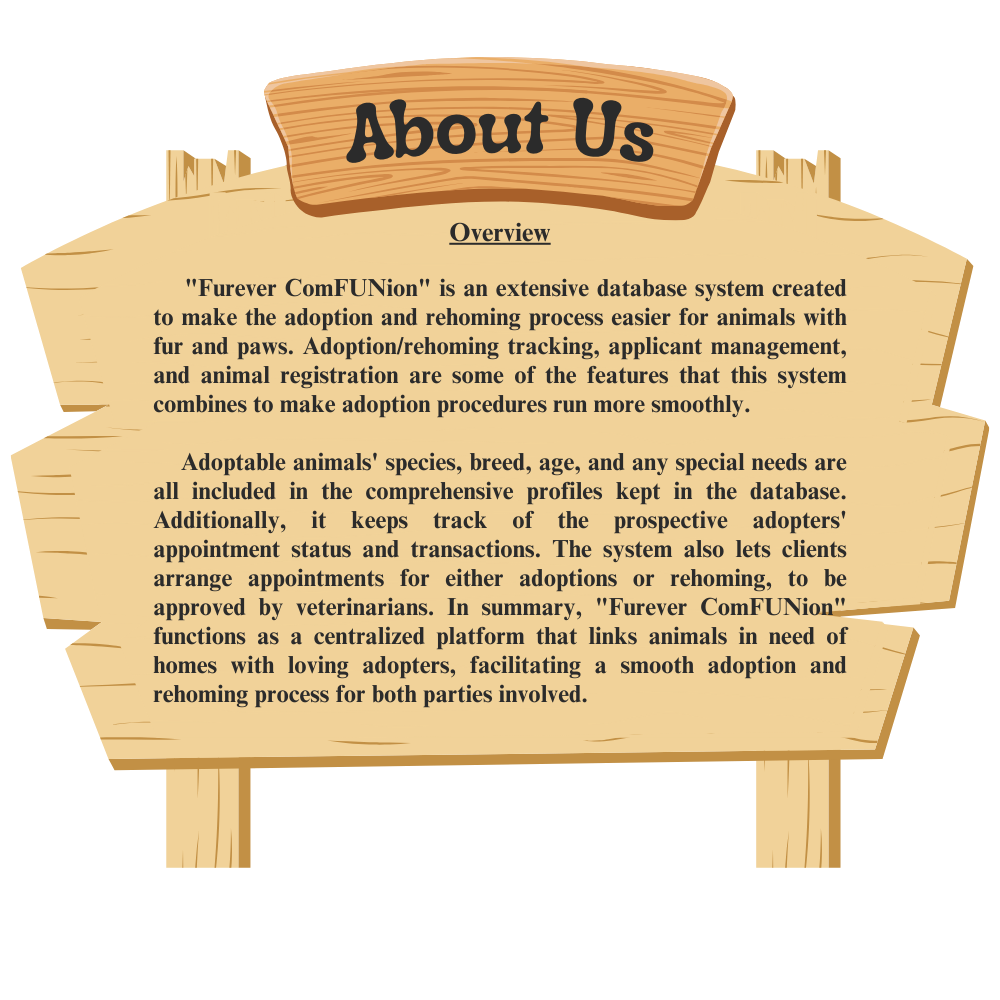 About Us
Overview
"Furever ComFUNion" is an extensive database system created
to make the adoption and rehoming process easier for animals with
fur and paws. Adoption/rehoming tracking, applicant management,
and animal registration are some of the features that this system
combines to make adoption procedures run more smoothly.
Adoptable animals' species, breed, age, and any special needs are
all included in the comprehensive profiles kept in the database.
Additionally, it keeps track of the prospective adopters'
appointment status and transactions. The system also lets clients
arrange appointments for either adoptions or rehoming, to be
approved by veterinarians. In summary, "Furever ComFUNion"
functions as a centralized platform that links animals in need of
homes with loving adopters, facilitating a smooth adoption and
rehoming process for both parties involved.